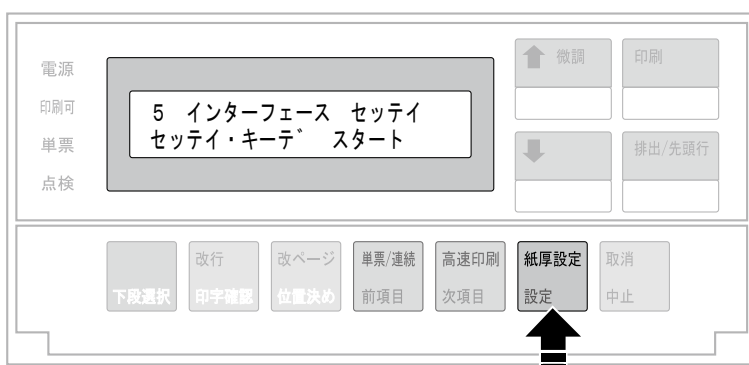 電源
印刷可
単票
点検
5 インターフェース セッテイ
セッテイ・キーデ゛ スタート
微調
印刷
排出/先頭行
改行
改ページ
単票/連続
高速印刷
紙厚設定
取消
下段選択
印字確認
位置決め
前項目
次項目
設定
中止